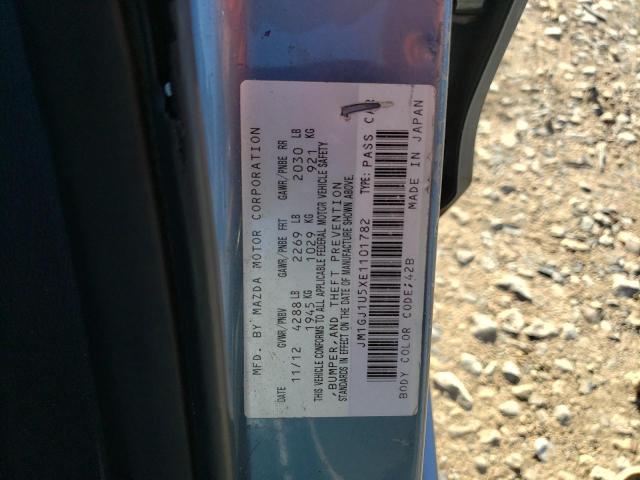 MFD. BY MAZDA MOTOR CORPORATION
DATE GVWR/PNBV GAWR/PNBE FRT GAWR/PNBE RR
11/12 4288 LB 2269 LB 2030 LB
1945 KG 1029 KG 921 KG
THIS VEHICLE CONFORMS TO ALL APPLICABLE FEDERAL MOTOR VEHICLE SAFETY
,BUMPER,AND THEFT PREVENTION
STANDARDS IN EFFECT ON THE DATE OF MANUFACTURE SHOWN ABOVE.
JM1GJ1U5XE1101782 TYPE: PASS CAR
BODY COLOR CODE;42B MADE IN JAPAN